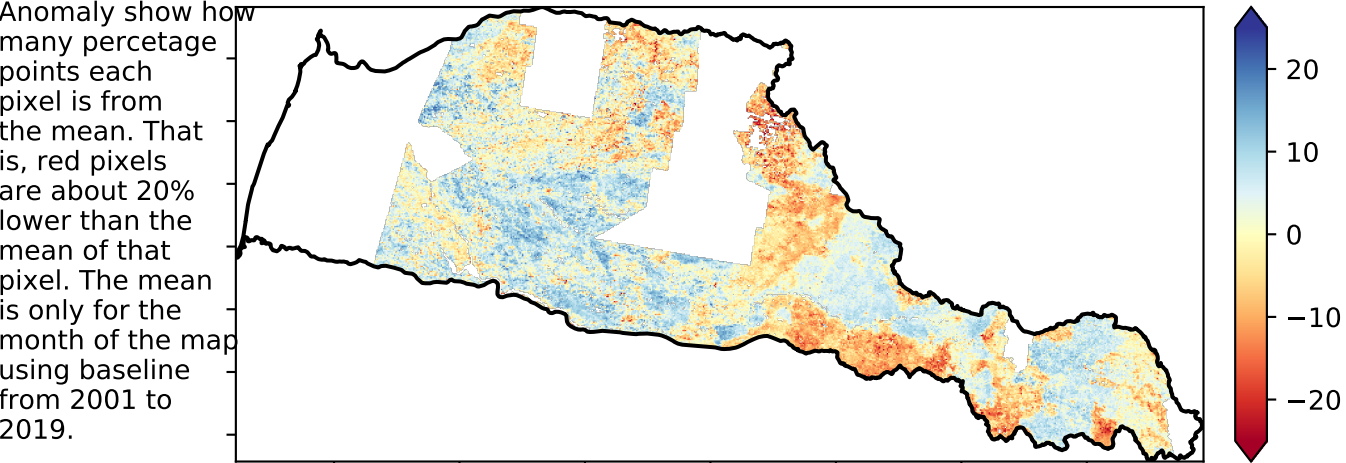 Anomaly show how
many percetage
points each
pixel is from
the mean. That
is, red pixels
are about 20%
lower than the
mean of that
pixel. The mean
is only for the
month of the map
using baseline
from 2001 to
2019.
20
10
0
−10
−20